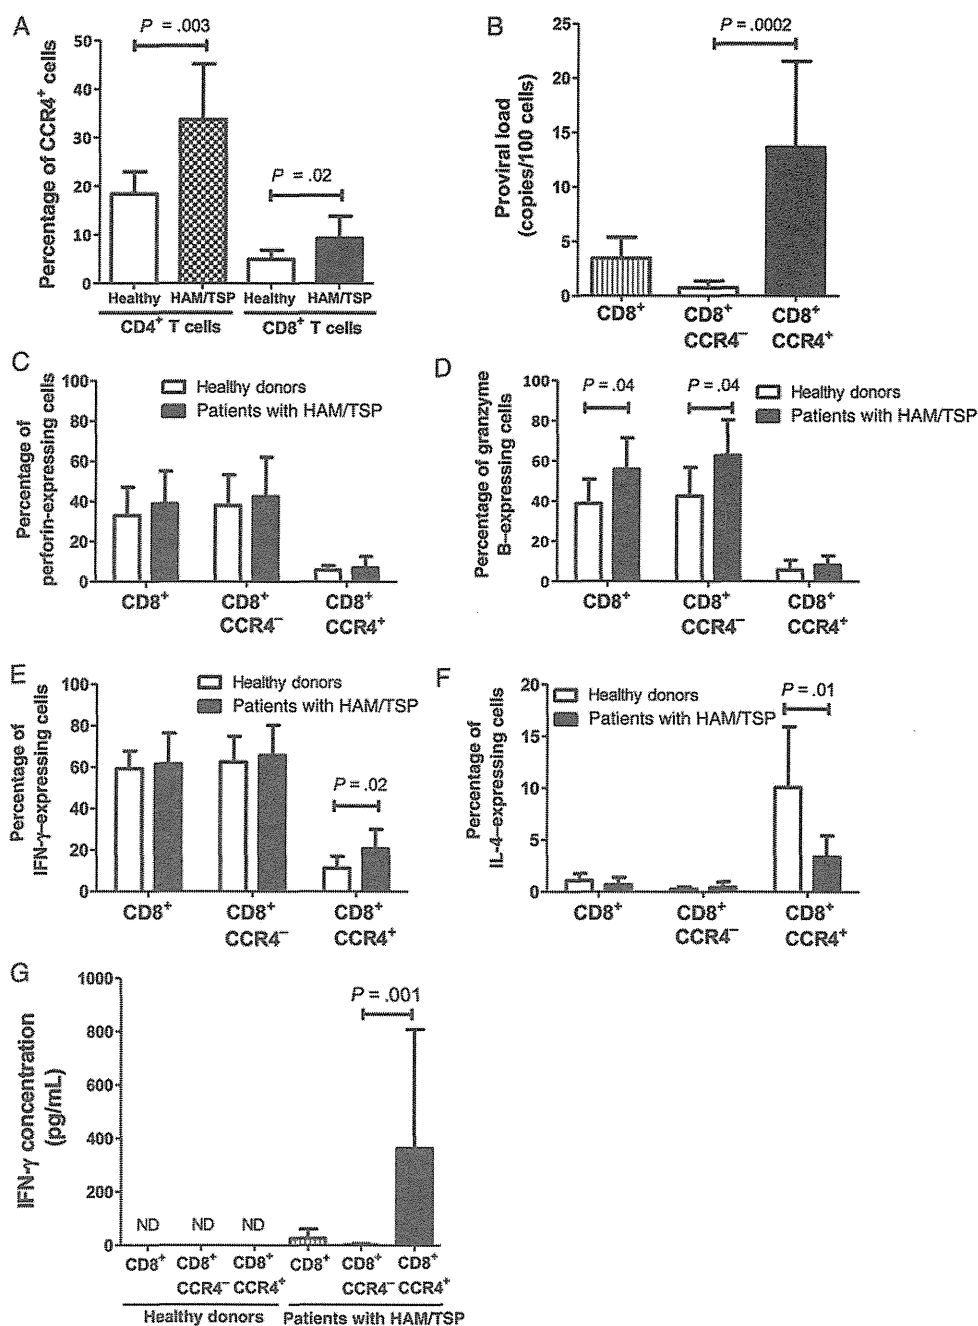 A
P = .003
P = .02
Percentage of CCR4⁺ cells
50
40
30
20
10
0
Healthy HAM/TSP Healthy HAM/TSP
CD4⁺ T cells CD8⁺ T cells
B
P = .0002
Proviral load
(copies/100 cells)
25
20
15
10
5
0
CD8⁺ CD8⁺ CD8⁺
CCR4⁻ CCR4⁺
C
Healthy donors
Patients with HAM/TSP
Percentage of
perforin-expressing cells
100
80
60
40
20
0
CD8⁺ CD8⁺ CD8⁺
CCR4⁻ CCR4⁺
D
P = .04 P = .04
Healthy donors
Patients with HAM/TSP
Percentage of granzyme
B–expressing cells
100
80
60
40
20
0
CD8⁺ CD8⁺ CD8⁺
CCR4⁻ CCR4⁺
E
Healthy donors
Patients with HAM/TSP
P = .02
Percentage of
IFN-γ–expressing cells
100
80
60
40
20
0
CD8⁺ CD8⁺ CD8⁺
CCR4⁻ CCR4⁺
F
Healthy donors
Patients with HAM/TSP
P = .01
Percentage of
IL-4–expressing cells
20
15
10
5
0
CD8⁺ CD8⁺ CD8⁺
CCR4⁻ CCR4⁺
G
P = .001
IFN-γ concentration
(pg/mL)
1000
800
600
400
200
0
ND ND ND
CD8⁺ CD8⁺ CD8⁺ CD8⁺ CD8⁺ CD8⁺
CCR4⁻ CCR4⁺ CCR4⁻ CCR4⁺
Healthy donors Patients with HAM/TSP